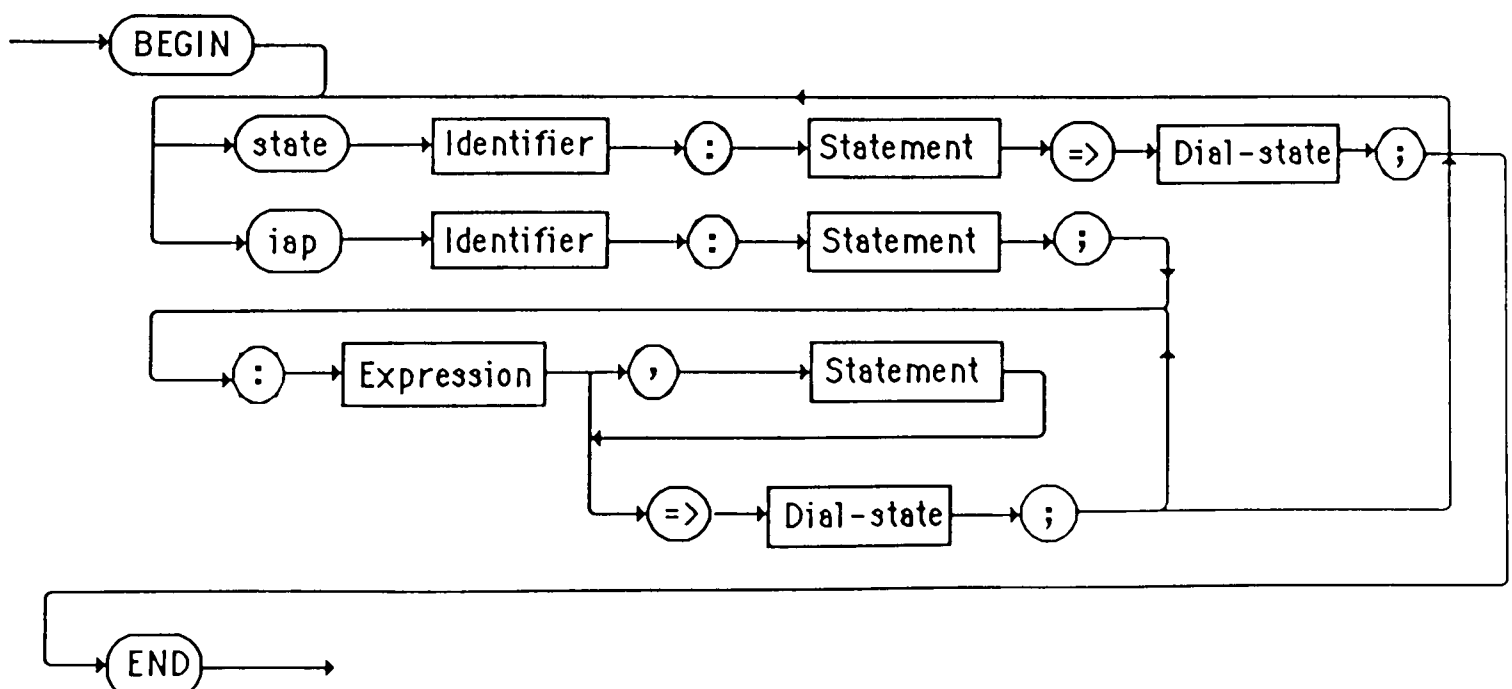 BEGIN
state Identifier : Statement => Dial-state ;
iap Identifier : Statement ;
: Expression , Statement
=> Dial-state ;
END